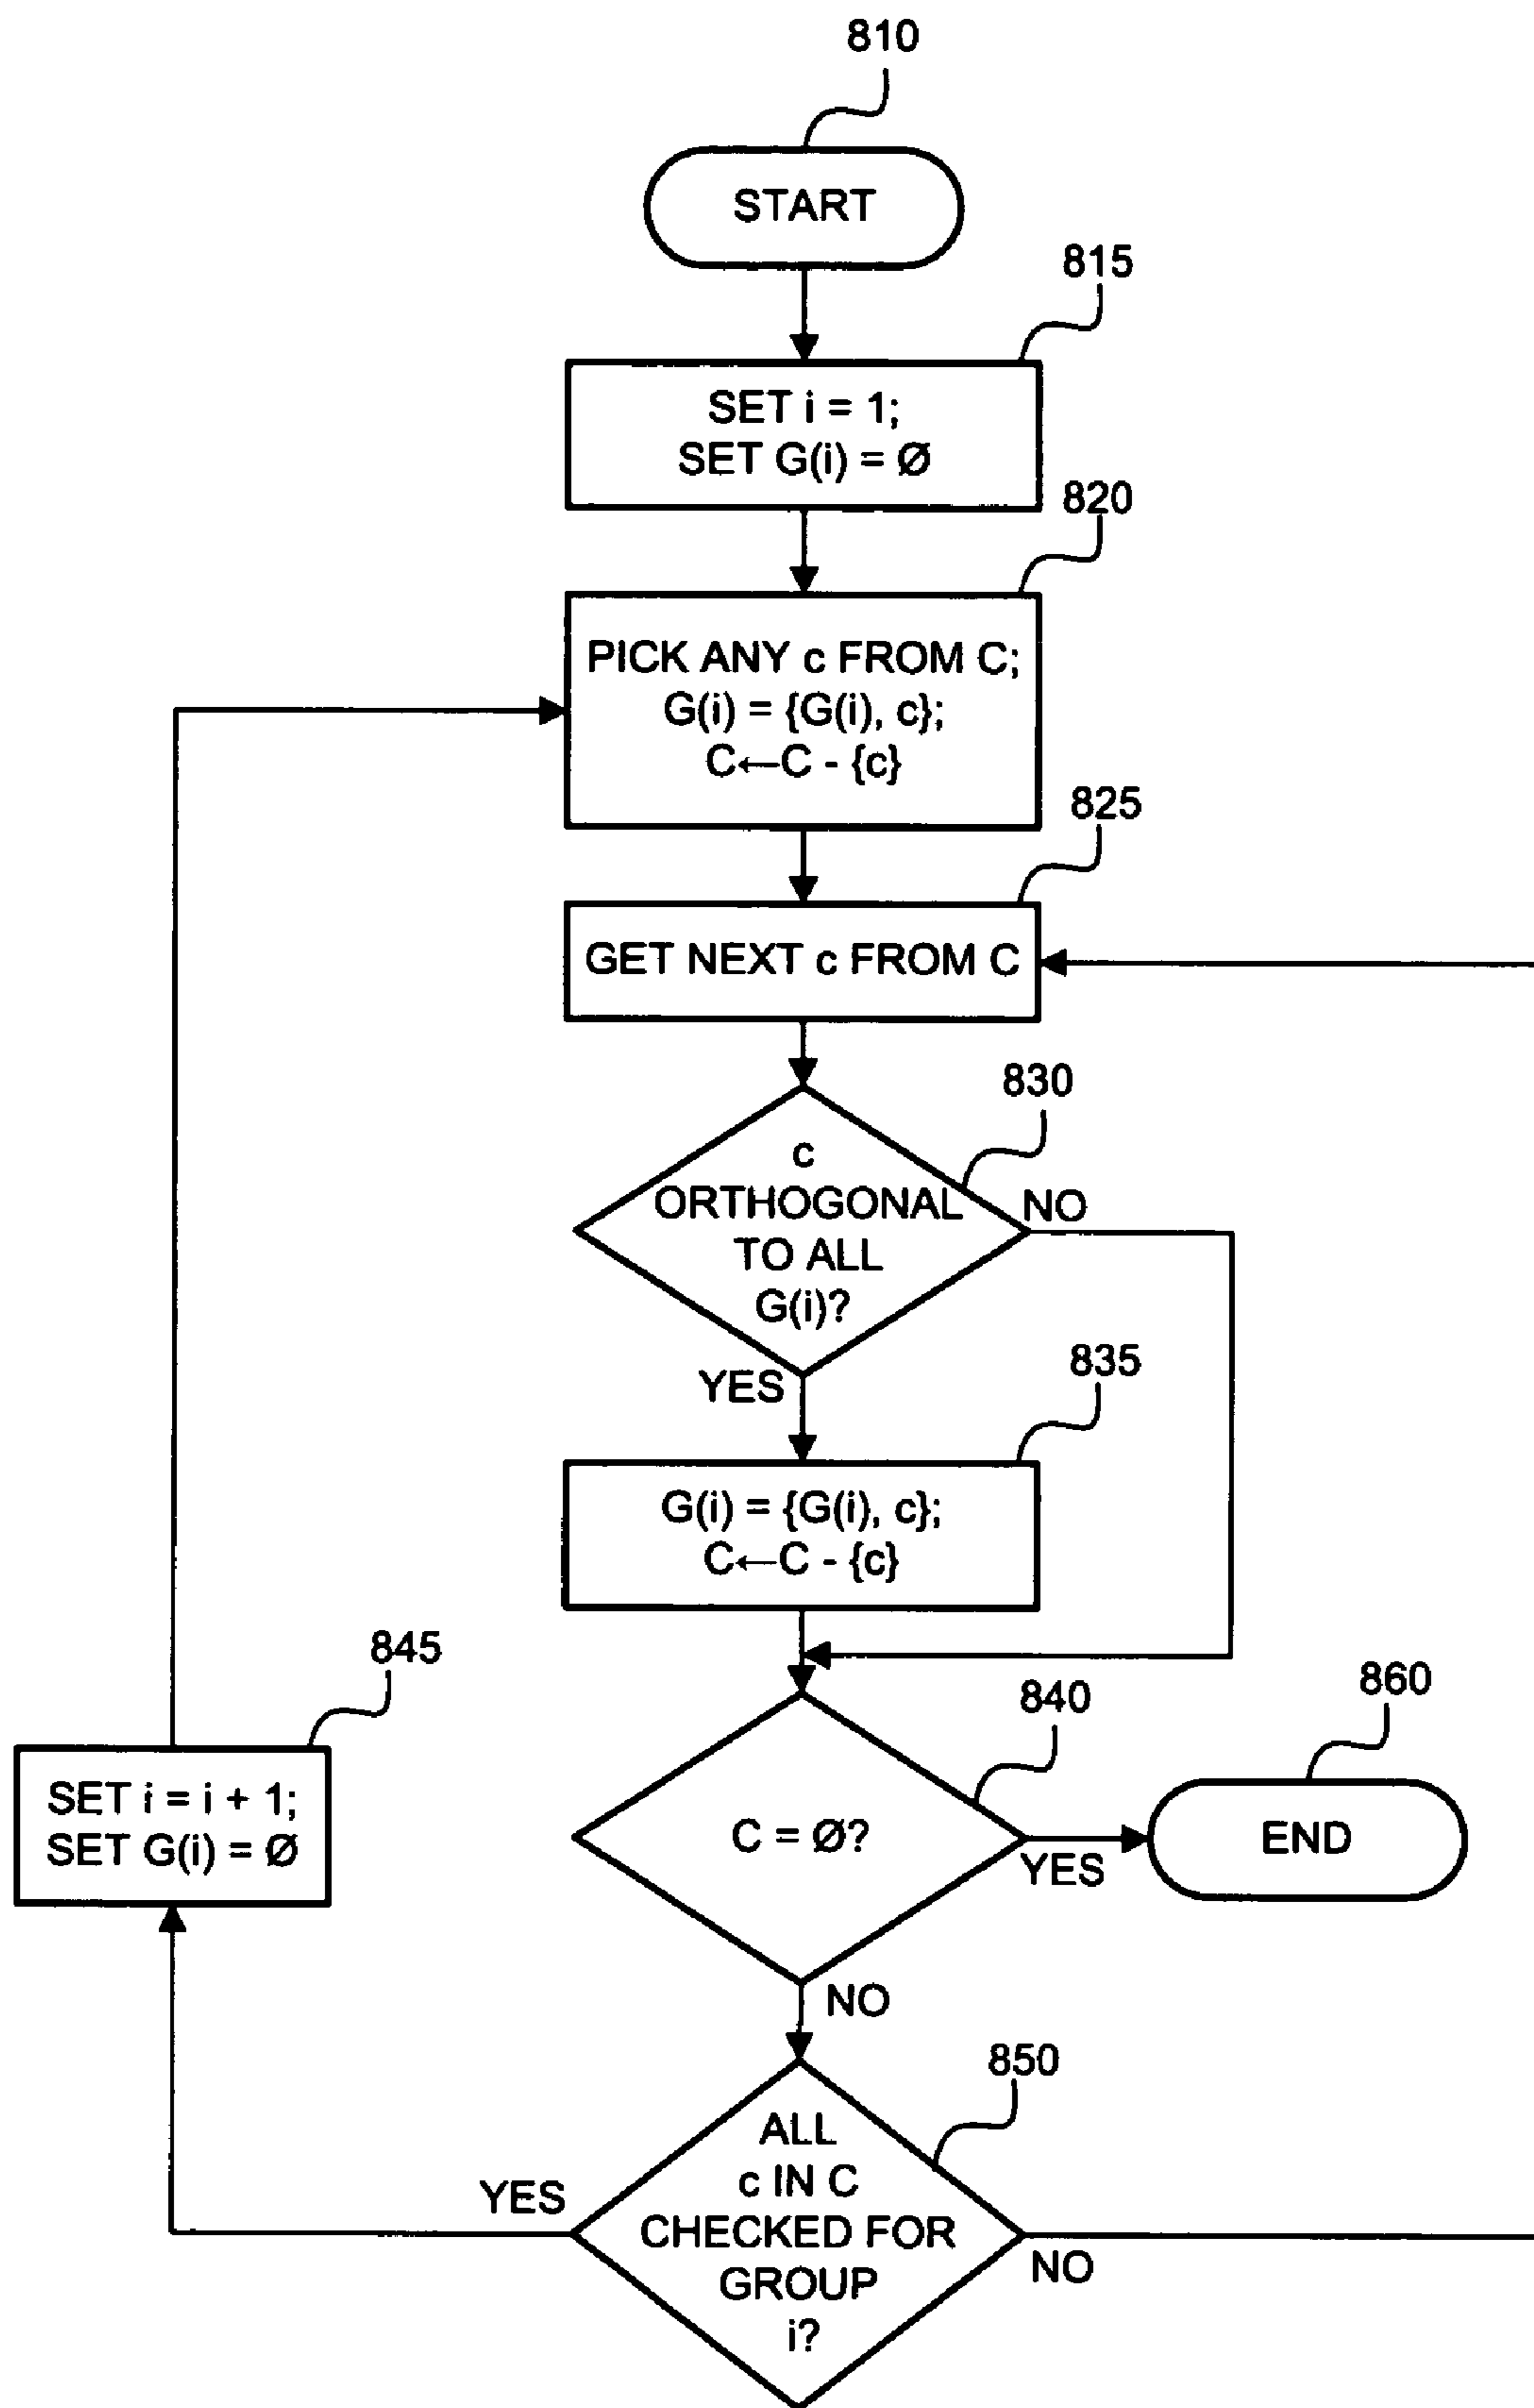 810
START
815
SET i = 1;
SET G(i) = Ø
820
PICK ANY c FROM C;
G(i) = {G(i), c};
C←C - {c}
825
GET NEXT c FROM C
830
c
ORTHOGONAL
TO ALL
G(i)?
NO
YES
835
G(i) = {G(i), c};
C←C - {c}
845
SET i = i + 1;
SET G(i) = Ø
840
C = Ø?
YES
860
END
NO
850
ALL
c IN C
CHECKED FOR
GROUP
i?
YES
NO